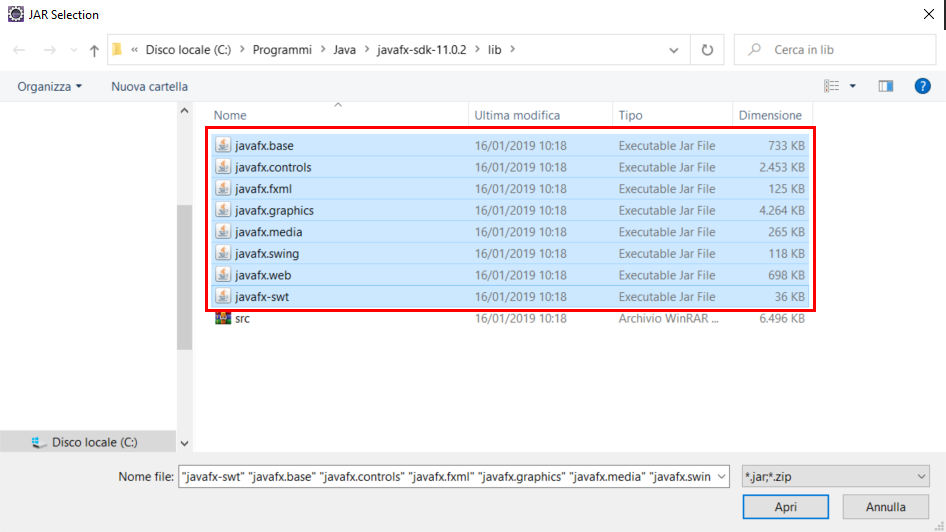 JAR Selection
« Disco locale (C:) > Programmi > Java > javafx-sdk-11.0.2 > lib >
Cerca in lib
Organizza
Nuova cartella
?
Nome Ultima modifica Tipo Dimensione
javafx.base 16/01/2019 10:18 Executable Jar File 733 KB
javafx.controls 16/01/2019 10:18 Executable Jar File 2.453 KB
javafx.fxml 16/01/2019 10:18 Executable Jar File 125 KB
javafx.graphics 16/01/2019 10:18 Executable Jar File 4.264 KB
javafx.media 16/01/2019 10:18 Executable Jar File 265 KB
javafx.swing 16/01/2019 10:18 Executable Jar File 118 KB
javafx.web 16/01/2019 10:18 Executable Jar File 698 KB
javafx-swt 16/01/2019 10:18 Executable Jar File 36 KB
src 16/01/2019 10:18 Archivio WinRAR ... 6.496 KB
Disco locale (C:)
Nome file: "javafx-swt" "javafx.base" "javafx.controls" "javafx.fxml" "javafx.graphics" "javafx.media" "javafx.swin
*.jar;*.zip
Apri
Annulla